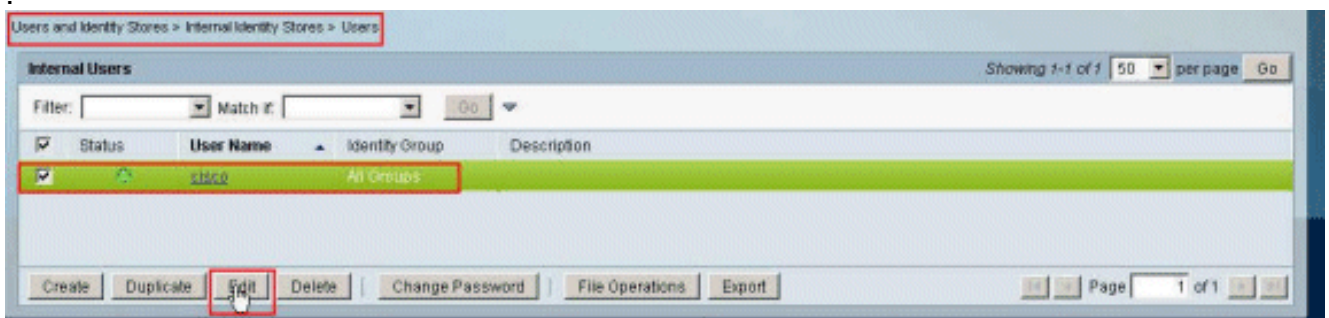 Users and Identity Stores > Internal Identity Stores > Users
Internal Users Showing 1-1 of 1 50 per page Go
Filter: Match if: Go
Status User Name Identity Group Description
cisco All Groups
Create Duplicate Edit Delete | Change Password | File Operations Export Page 1 of 1